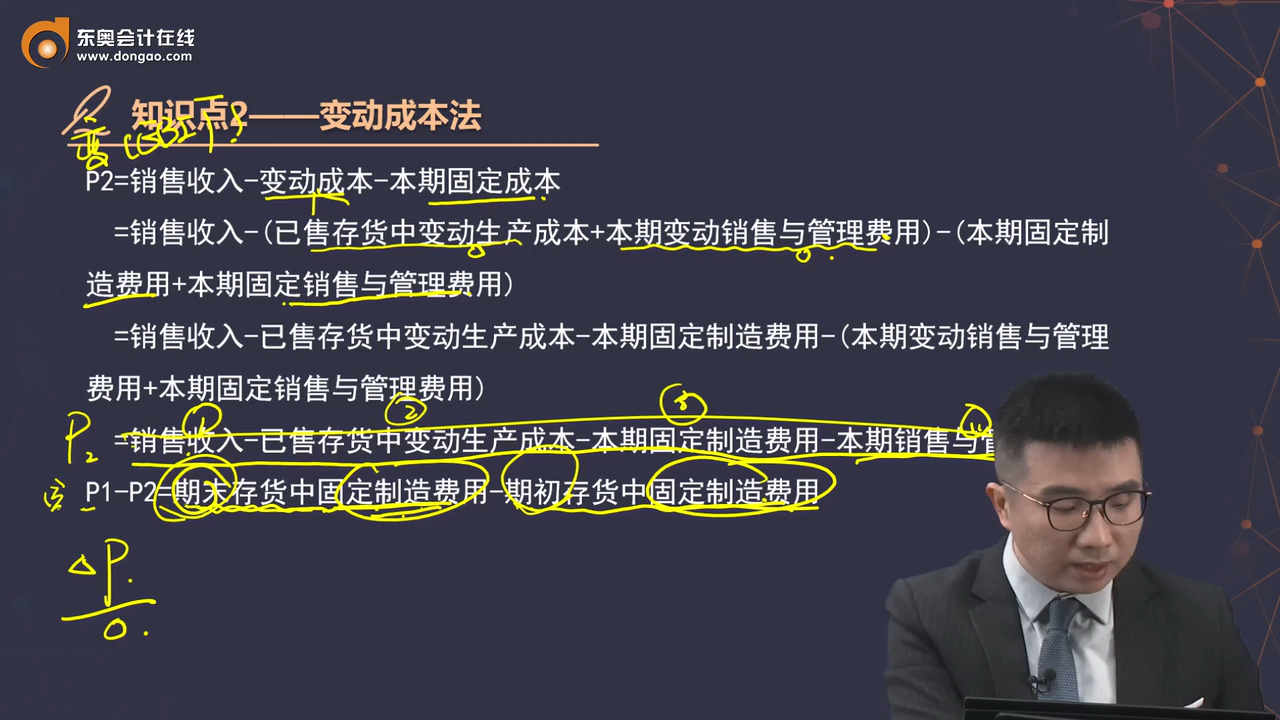 东奥会计在线
www.dongao.com
知识点2——变动成本法
P2=销售收入-变动成本-本期固定成本
=销售收入-(已售存货中变动生产成本+本期变动销售与管理费用)-(本期固定制
造费用+本期固定销售与管理费用)
=销售收入-已售存货中变动生产成本-本期固定制造费用-(本期变动销售与管理
费用+本期固定销售与管理费用)
① ②
P₂
=销售收入-已售存货中变动生产成本-本期固定制造费用-本期销售与管
P1-P2=期末存货中固定制造费用-期初存货中固定制造费用
△P
0